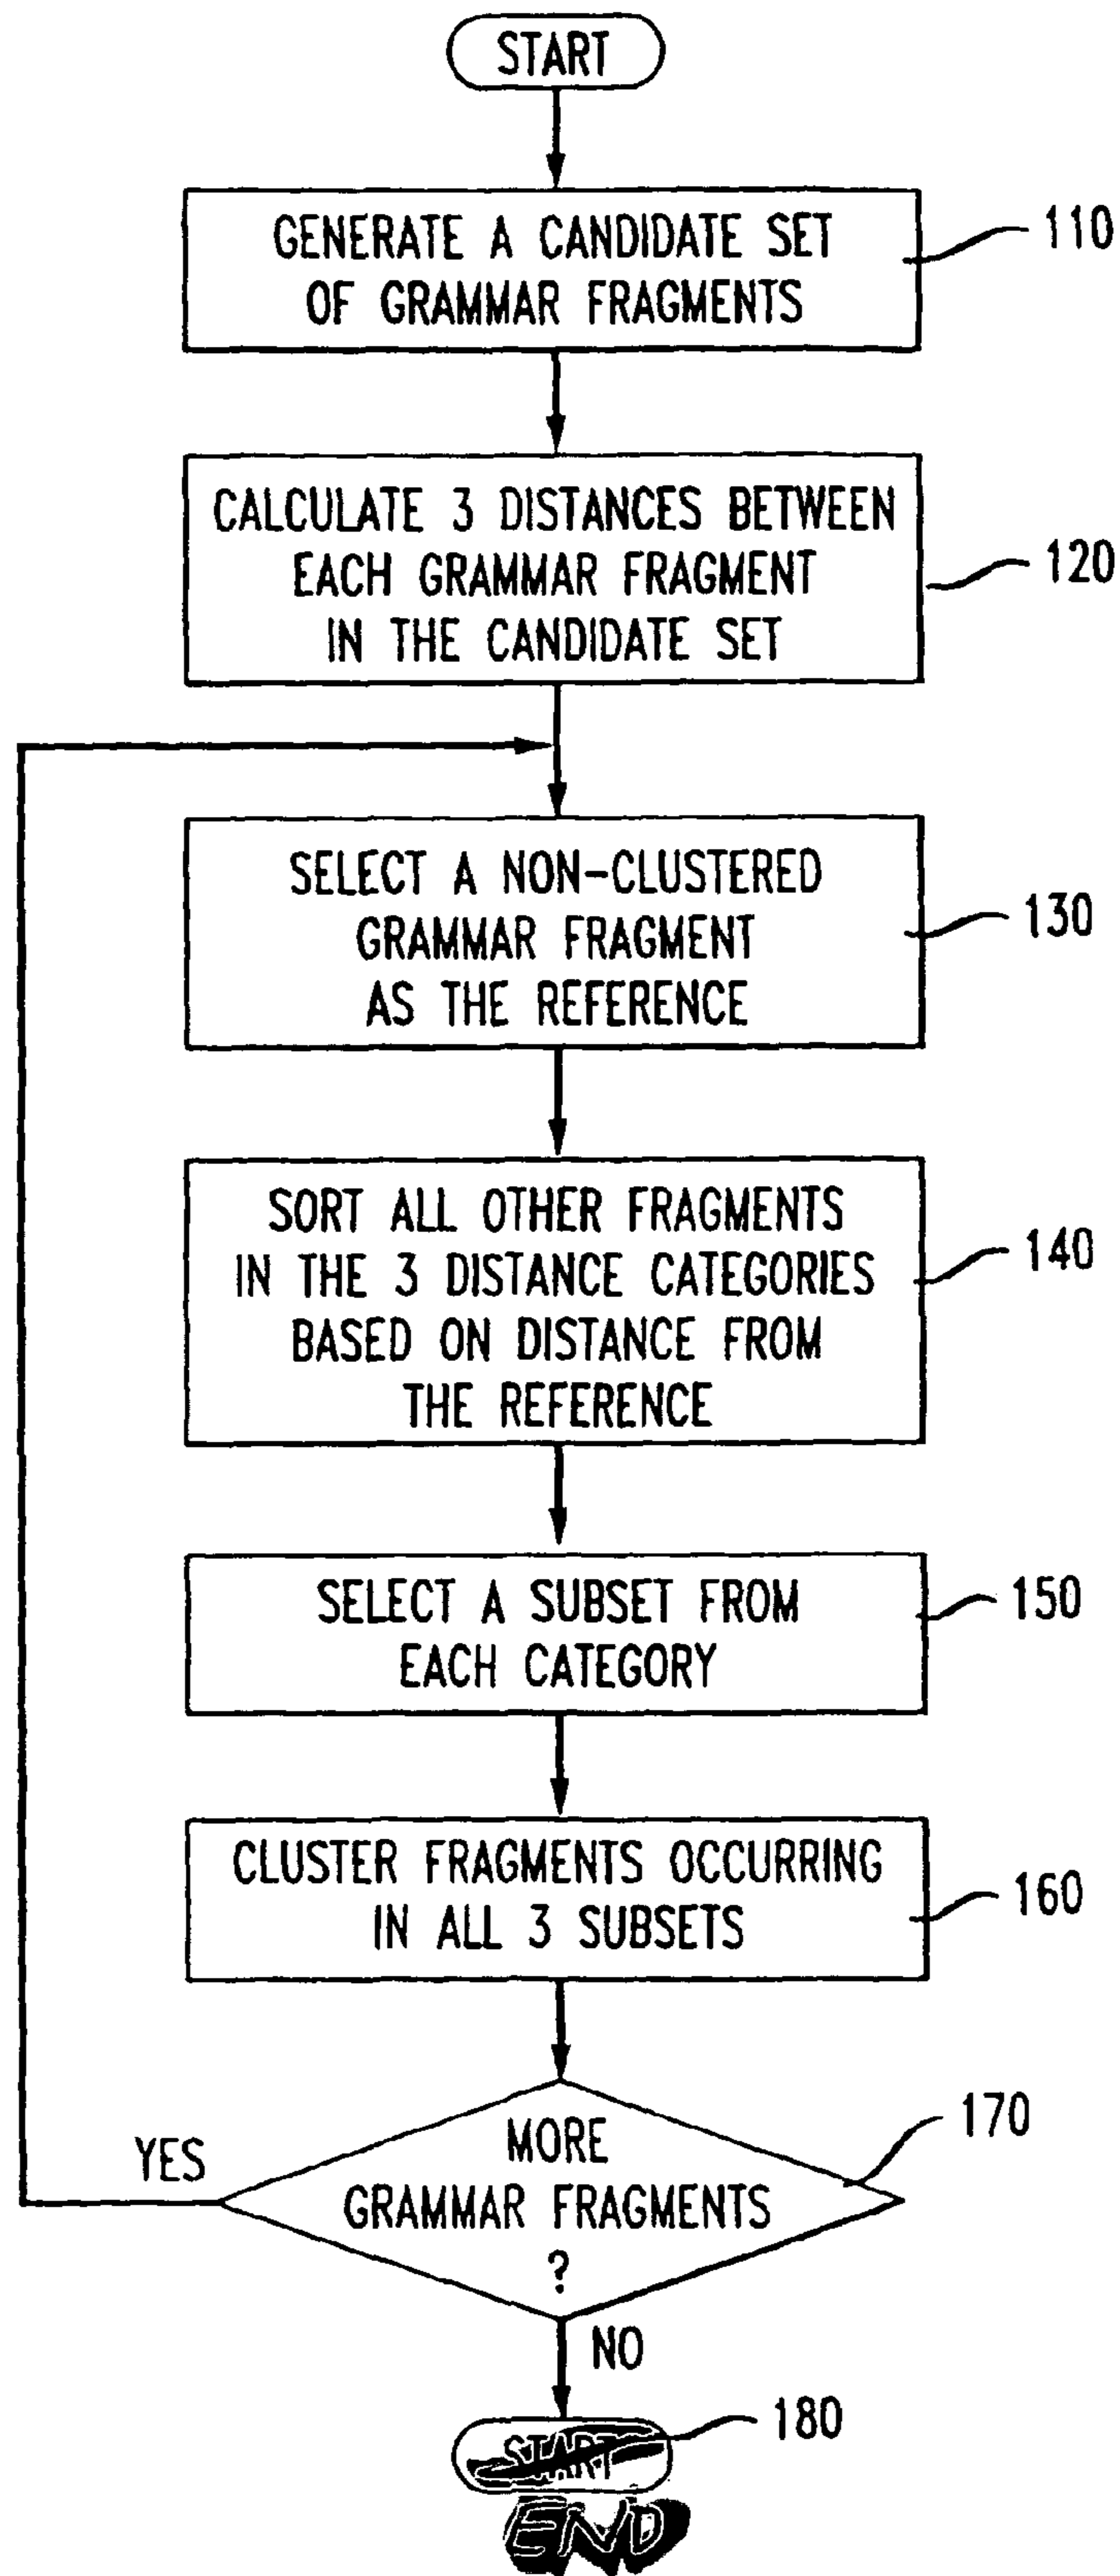 START
GENERATE A CANDIDATE SET
OF GRAMMAR FRAGMENTS
110
CALCULATE 3 DISTANCES BETWEEN
EACH GRAMMAR FRAGMENT
IN THE CANDIDATE SET
120
SELECT A NON-CLUSTERED
GRAMMAR FRAGMENT
AS THE REFERENCE
130
SORT ALL OTHER FRAGMENTS
IN THE 3 DISTANCE CATEGORIES
BASED ON DISTANCE FROM
THE REFERENCE
140
SELECT A SUBSET FROM
EACH CATEGORY
150
CLUSTER FRAGMENTS OCCURRING
IN ALL 3 SUBSETS
160
MORE
GRAMMAR FRAGMENTS
?
170
YES
NO
START
180
END